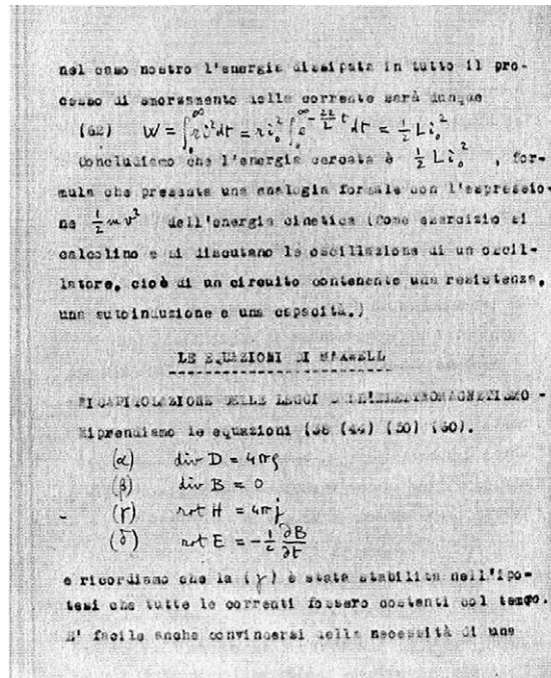 nel caso nostro l'energia dissipata in tutto il pro-
cesso di smorzamento della corrente sarà dunque
(62) W = ∫₀^∞ ri²dt = ri₀² ∫₀^∞ e^(-2r/L t) dt = ½ L i₀²
Concludiamo che l'energia cercata è ½ L i₀² , for-
mula che presenta una analogia formale con l'espressio-
ne ½ m v² dell'energia cinetica (Come esercizio si
calcolino e si discutano le oscillazione di un oscil-
latore, cioè di un circuito contenente una resistenza,
una autoinduzione e una capacità.)
LE EQUAZIONI DI MAXWELL
RICAPITOLAZIONE DELLE LEGGI DELL'ELETTROMAGNETISMO -
Riprendiamo le equazioni (38 (44) (50) (60).
(α) div D = 4πρ
(β) div B = 0
(γ) rot H = 4πj
(δ) rot E = -½ ∂B/∂t
e ricordiamo che la (γ) è stata stabilita nell'ipo-
tesi che tutte le correnti fossero costanti col tempo.
E' facile anche convincersi della necessità di una